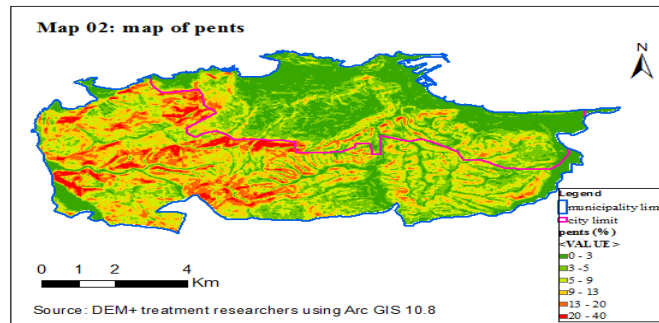 Map 02: map of pents
N
Legend
municipality lim
city limit
pents (%)
<VALUE>
0 - 3
3 - 5
5 - 9
9 - 13
13 - 20
20 - 40
0 1 2 4
Km
Source: DEM+ treatment researchers using Arc GIS 10.8